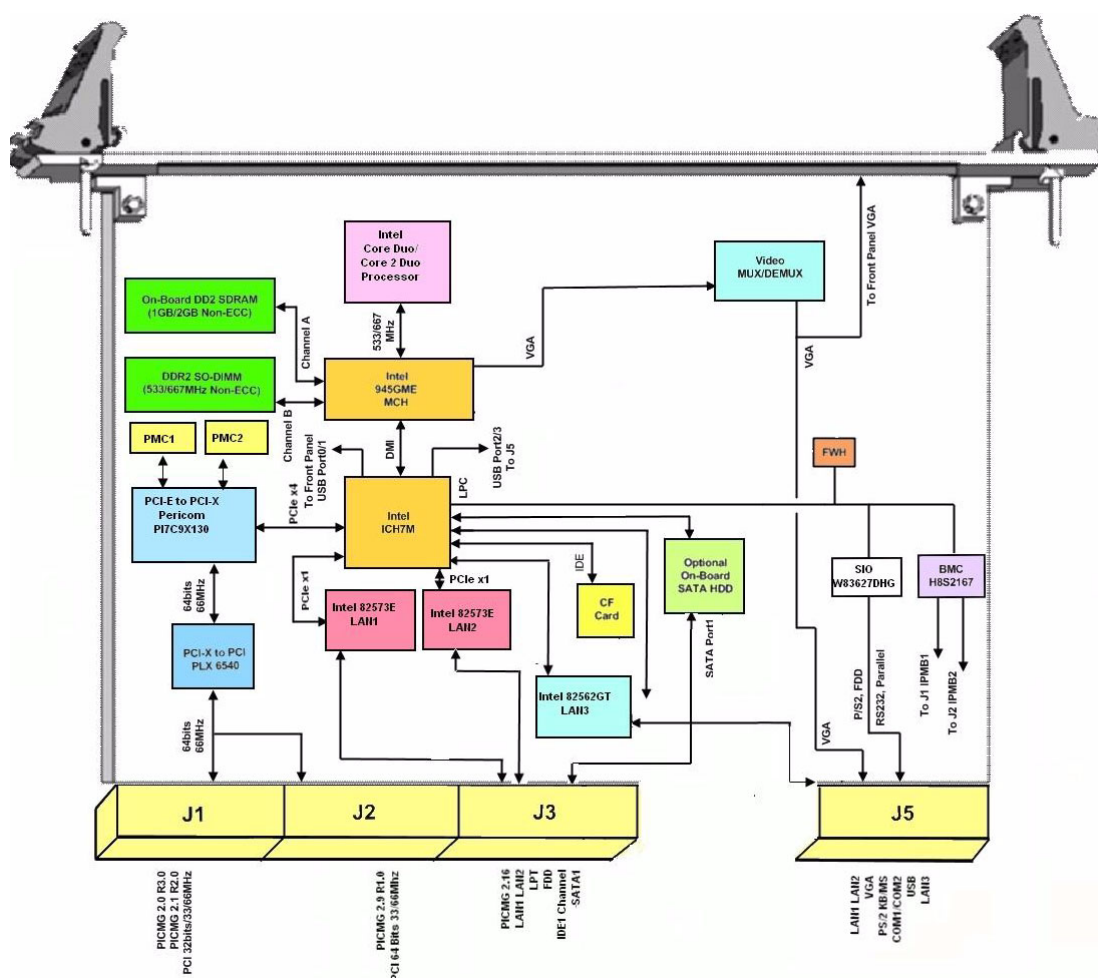 Intel
Core Duo/
Core 2 Duo
Processor
Video
MUX/DEMUX
To Front Panel VGA
On-Board DD2 SDRAM
(1GB/2GB Non-ECC)
Channel A
533/667
MHz
VGA
VGA
DDR2 SO-DIMM
(533/667MHz Non-ECC)
Intel
945GME
MCH
Channel B
PMC1
PMC2
To Front Panel
USB Port0/1
DMI
USB Port2/3
To J5
FWH
LPC
PCI-E to PCI-X
Pericom
PI7C9X130
PCIe x4
Intel
ICH7M
PCIe x1
PCIe x1
IDE
Optional
On-Board
SATA HDD
SIO
W83627DHG
BMC
H8S2167
64bits
66MHz
Intel 82573E
LAN1
Intel 82573E
LAN2
CF
Card
SATA Port1
PCI-X to PCI
PLX 6540
Intel 82562GT
LAN3
P/S2, FDD
RS232, Parallel
To J1 IPMB1
To J2 IPMB2
64bits
66MHz
VGA
J1
J2
J3
J5
PICMG 2.0 R3.0
PICMG 2.1 R2.0
PCI 32bits/33/66MHz
PICMG 2.9 R1.0
PCI 64 Bits 33/66Mhz
PICMG 2.16
LAIN1 LAN2
LPT
FDD
IDE1 Channel
SATA1
LAIN1 LAN2
VGA
PS/2 KB/MS
COM1/COM2
USB
LAN3